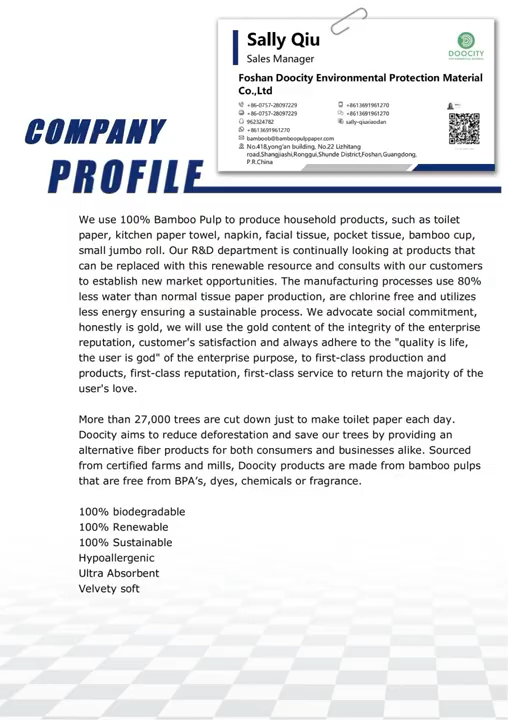 Sally Qiu
Sales Manager
DOOCITY
Foshan Doocity Environmental Protection Material
Co.,Ltd
+86-0757-28097229
+8613691961270
+86-0757-28097229
+8613691961270
962324782
sally-qiaiaodan
+8613691961270
bamboob@bamboopulppaper.com
No.418,yong'an building, No.22 Lizhitang
road,Shangjiashi,Ronggui,Shunde District,Foshan,Guangdong,
P.R.China
COMPANY
PROFILE
We use 100% Bamboo Pulp to produce household products, such as toilet
paper, kitchen paper towel, napkin, facial tissue, pocket tissue, bamboo cup,
small jumbo roll. Our R&D department is continually looking at products that
can be replaced with this renewable resource and consults with our customers
to establish new market opportunities. The manufacturing processes use 80%
less water than normal tissue paper production, are chlorine free and utilizes
less energy ensuring a sustainable process. We advocate social commitment,
honestly is gold, we will use the gold content of the integrity of the enterprise
reputation, customer's satisfaction and always adhere to the "quality is life,
the user is god" of the enterprise purpose, to first-class production and
products, first-class reputation, first-class service to return the majority of the
user's love.
More than 27,000 trees are cut down just to make toilet paper each day.
Doocity aims to reduce deforestation and save our trees by providing an
alternative fiber products for both consumers and businesses alike. Sourced
from certified farms and mills, Doocity products are made from bamboo pulps
that are free from BPA's, dyes, chemicals or fragrance.
100% biodegradable
100% Renewable
100% Sustainable
Hypoallergenic
Ultra Absorbent
Velvety soft